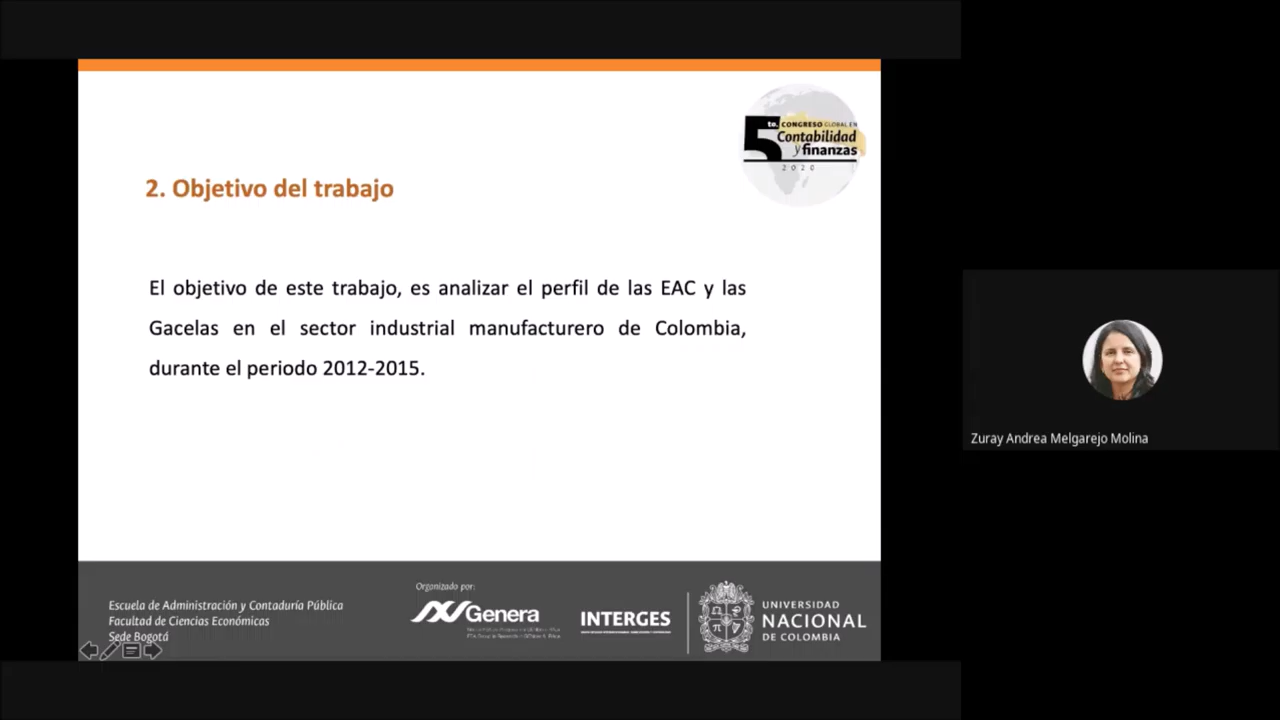 5to. CONGRESO GLOBAL EN
Contabilidad
y finanzas
2020
2. Objetivo del trabajo
El objetivo de este trabajo, es analizar el perfil de las EAC y las
Gacelas en el sector industrial manufacturero de Colombia,
durante el periodo 2012-2015.
Zuray Andrea Melgarejo Molina
Escuela de Administración y Contaduría Pública
Facultad de Ciencias Económicas
Sede Bogotá
Organizado por:
Genera
INTERGES
UNIVERSIDAD
NACIONAL
DE COLOMBIA